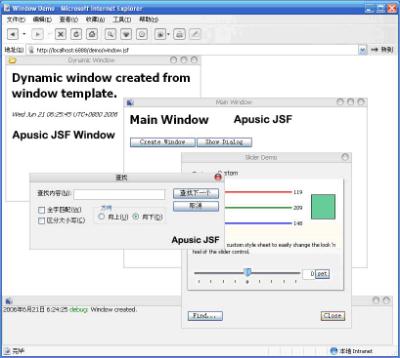 Window Demo - Microsoft Internet Explorer
文件(F) 编辑(E) 查看(V) 收藏(A) 工具(T) 帮助(H)
地址(D) http://localhost:8088/demo/window.jsf 转到
Dynamic Window
Dynamic window created from
window template.
Wed Jun 21 06:25:45 UTC+0800 2006
Apusic JSF Window
Main Window
Main Window Apusic JSF
Create Window Show Dialog
Slider Demo
Custom
119
209
148
custom style sheet to easily change the look'n
feel of the slider control.
0 set
Find... Close
查找
查找内容(N): 查找下一个
取消
方向
全字匹配(W) 向上(U) 向下(D)
区分大小写(C)
Apusic JSF
2006年6月21日 6:24:25 debug: Window created.
完毕 本地 Intranet